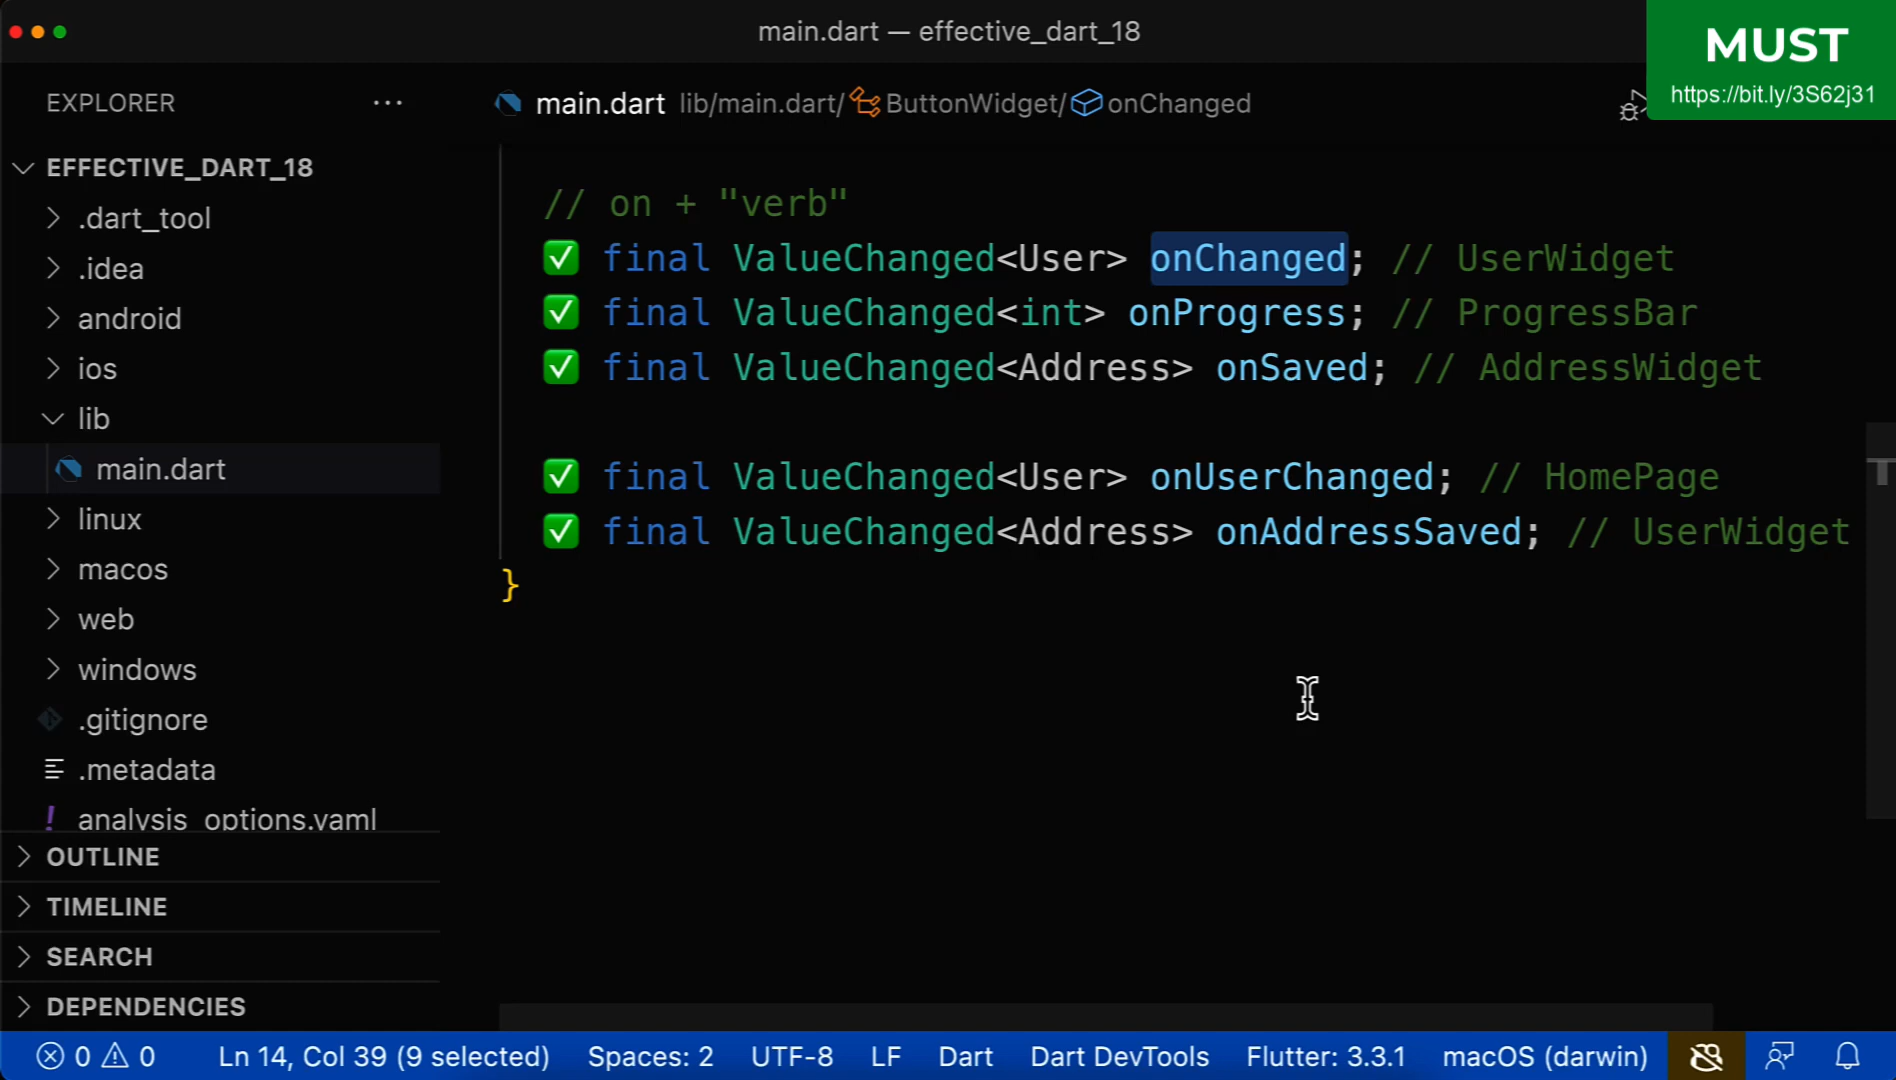 main.dart — effective_dart_18
MUST
https://bit.ly/3S62j31
EXPLORER
main.dart lib/main.dart/ ButtonWidget/ onChanged
EFFECTIVE_DART_18
.dart_tool
.idea
android
ios
lib
main.dart
linux
macos
web
windows
.gitignore
.metadata
analysis_options.yaml
OUTLINE
TIMELINE
SEARCH
DEPENDENCIES
// on + "verb"
✅ final ValueChanged<User> onChanged; // UserWidget
✅ final ValueChanged<int> onProgress; // ProgressBar
✅ final ValueChanged<Address> onSaved; // AddressWidget
✅ final ValueChanged<User> onUserChanged; // HomePage
✅ final ValueChanged<Address> onAddressSaved; // UserWidget
}
0 0 Ln 14, Col 39 (9 selected) Spaces: 2 UTF-8 LF Dart Dart DevTools Flutter: 3.3.1 macOS (darwin)